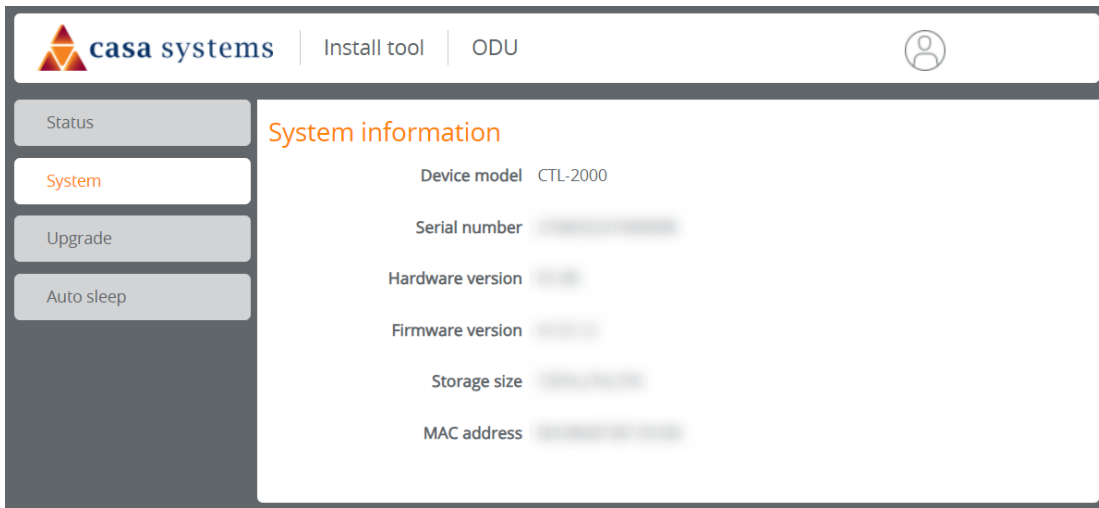 casa systems
Install tool
ODU
Status
System
Upgrade
Auto sleep
System information
Device model CTL-2000
Serial number
Hardware version
Firmware version
Storage size
MAC address